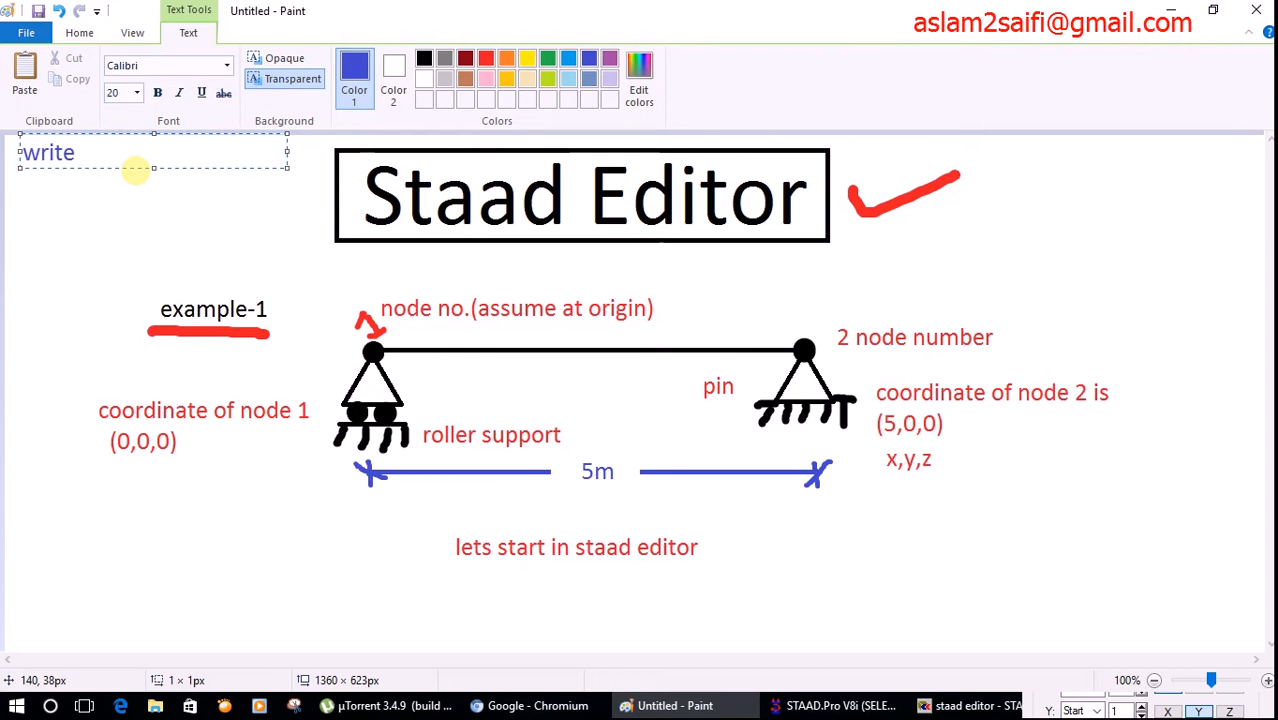 Text Tools
Untitled - Paint
aslam2saifi@gmail.com
File
Home
View
Text
Paste
Cut
Copy
Calibri
20
B
I
U
abc
Opaque
Transparent
Color 1
Color 2
Edit colors
Clipboard
Font
Background
Colors
write
Staad Editor
example-1
node no.(assume at origin)
2 node number
pin
coordinate of node 1
(0,0,0)
roller support
coordinate of node 2 is
(5,0,0)
x,y,z
5m
lets start in staad editor
140, 38px
1 × 1px
1360 × 623px
100%
µTorrent 3.4.9 (build ...
Google - Chromium
Untitled - Paint
STAAD.Pro V8i (SELE...
staad editor - STA
Y:
Start
1
X
Y
Z